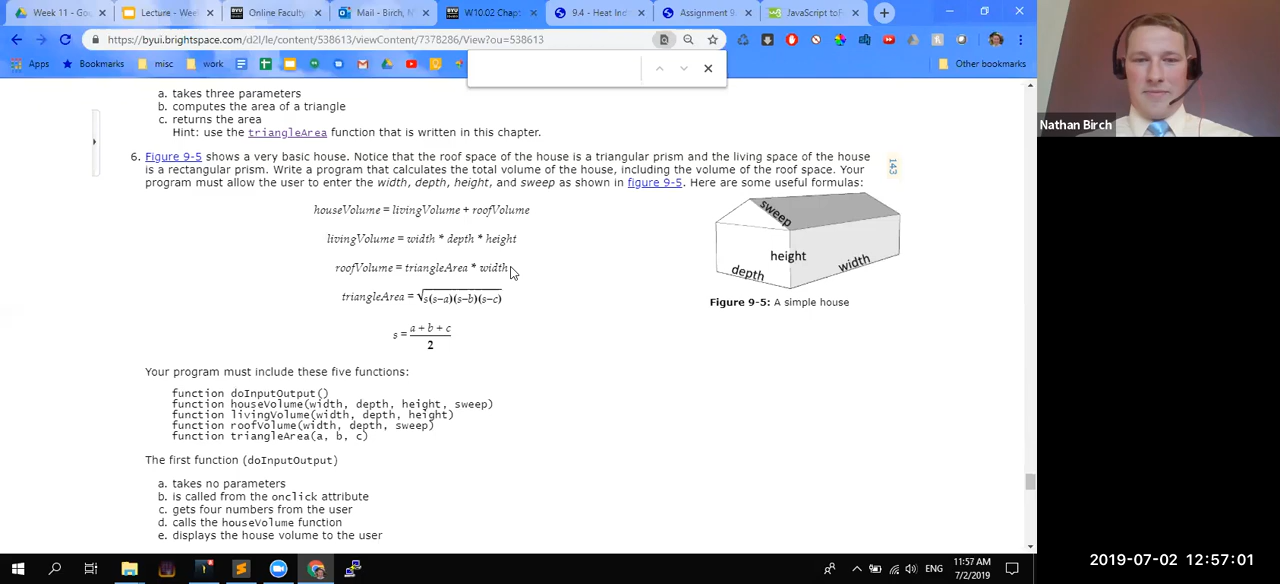 Week 11 - Go
Lecture - Week
Online Faculty
Mail - Birch, N
W10.02 Chapt
9.4 - Heat Ind
Assignment 9
JavaScript toF
https://byui.brightspace.com/d2l/le/content/538613/viewContent/7378286/View?ou=538613
Apps
Bookmarks
misc
work
Other bookmarks
Nathan Birch
a. takes three parameters
b. computes the area of a triangle
c. returns the area
Hint: use the triangleArea function that is written in this chapter.
6. Figure 9-5 shows a very basic house. Notice that the roof space of the house is a triangular prism and the living space of the house
is a rectangular prism. Write a program that calculates the total volume of the house, including the volume of the roof space. Your
program must allow the user to enter the width, depth, height, and sweep as shown in figure 9-5. Here are some useful formulas:
143
houseVolume = livingVolume + roofVolume
livingVolume = width * depth * height
roofVolume = triangleArea * width
triangleArea = √s(s−a)(s−b)(s−c)
s = a + b + c
2
sweep
height
depth
width
Figure 9-5: A simple house
Your program must include these five functions:
function doInputOutput()
function houseVolume(width, depth, height, sweep)
function livingVolume(width, depth, height)
function roofVolume(width, depth, sweep)
function triangleArea(a, b, c)
The first function (doInputOutput)
a. takes no parameters
b. is called from the onclick attribute
c. gets four numbers from the user
d. calls the houseVolume function
e. displays the house volume to the user
ENG
11:57 AM
7/2/2019
2019-07-02 12:57:01